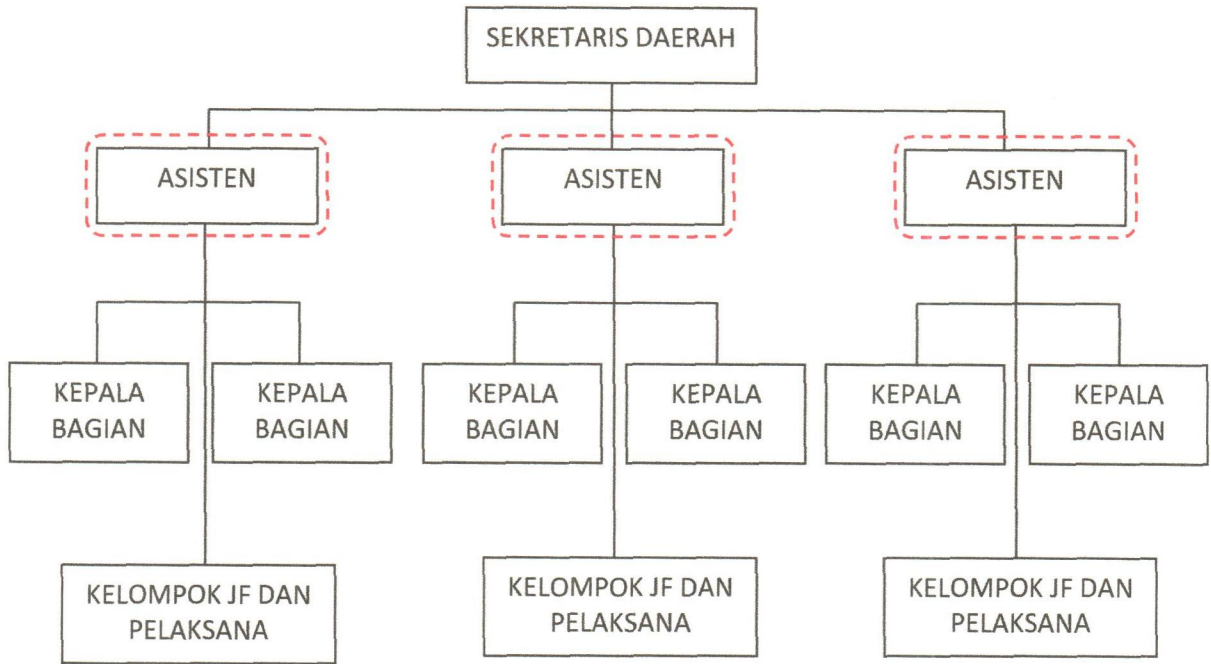 SEKRETARIS DAERAH
ASISTEN
ASISTEN
ASISTEN
KEPALA
BAGIAN
KEPALA
BAGIAN
KEPALA
BAGIAN
KEPALA
BAGIAN
KEPALA
BAGIAN
KEPALA
BAGIAN
KELOMPOK JF DAN
PELAKSANA
KELOMPOK JF DAN
PELAKSANA
KELOMPOK JF DAN
PELAKSANA